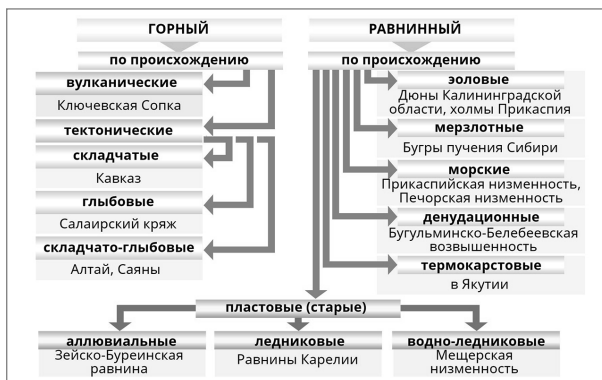 ГОРНЫЙ
по происхождению
вулканические
Ключевская Сопка
тектонические
складчатые
Кавказ
глыбовые
Салаирский кряж
складчато-глыбовые
Алтай, Саяны
РАВНИННЫЙ
по происхождению
эоловые
Дюны Калининградской
области, холмы Прикаспия
мерзлотные
Бугры пучения Сибири
морские
Прикаспийская низменность,
Печорская низменность
денудационные
Бугульминско-Белебеевская
возвышенность
термокарстовые
в Якутии
пластовые (старые)
аллювиальные
Зейско-Буреинская
равнина
ледниковые
Равнины Карелии
водно-ледниковые
Мещерская
низменность